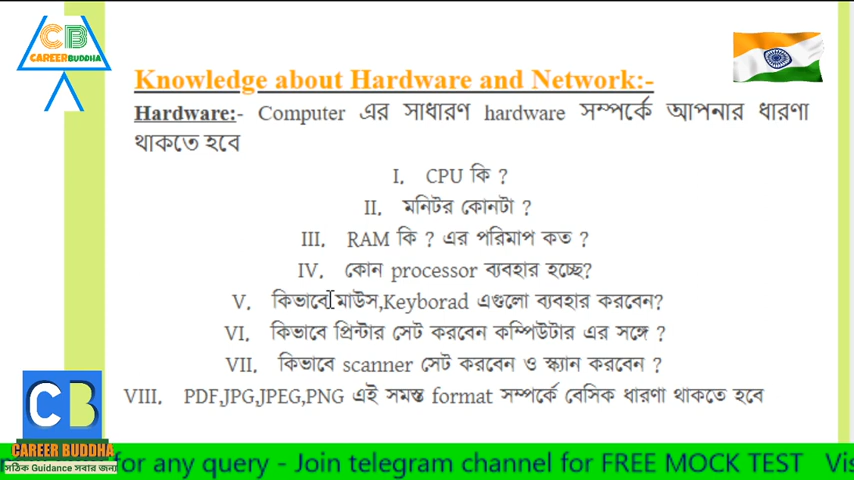 CB
CAREERBUDDHA
Knowledge about Hardware and Network:-
Hardware:- Computer এর সাধারণ hardware সম্পর্কে আপনার ধারণা
থাকতে হবে
I. CPU কি ?
II. মনিটর কোনটা ?
III. RAM কি ? এর পরিমাপ কত ?
IV. কোন processor ব্যবহার হচ্ছে?
V. কিভাবে মাউস,Keyborad এগুলো ব্যবহার করবেন?
VI. কিভাবে প্রিন্টার সেট করবেন কম্পিউটার এর সঙ্গে ?
VII. কিভাবে scanner সেট করবেন ও স্ক্যান করবেন ?
VIII. PDF,JPG,JPEG,PNG এই সমস্ত format সম্পর্কে বেসিক ধারণা থাকতে হবে
CB
CAREER BUDDHA
সঠিক Guidance সবার জন্য
for any query - Join telegram channel for FREE MOCK TEST Vis